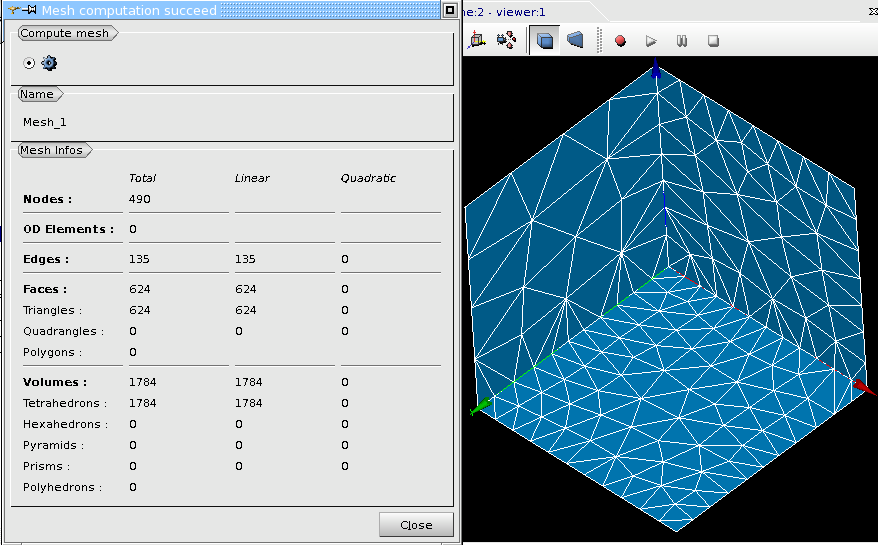 Mesh computation succeed
ne:2 - viewer:1
Compute mesh
Name
Mesh_1
Mesh Infos
Total Linear Quadratic
Nodes : 490
0D Elements : 0
Edges : 135 135 0
Faces : 624 624 0
Triangles : 624 624 0
Quadrangles : 0 0 0
Polygons : 0
Volumes : 1784 1784 0
Tetrahedrons : 1784 1784 0
Hexahedrons : 0 0 0
Pyramids : 0 0 0
Prisms : 0 0 0
Polyhedrons : 0
Close